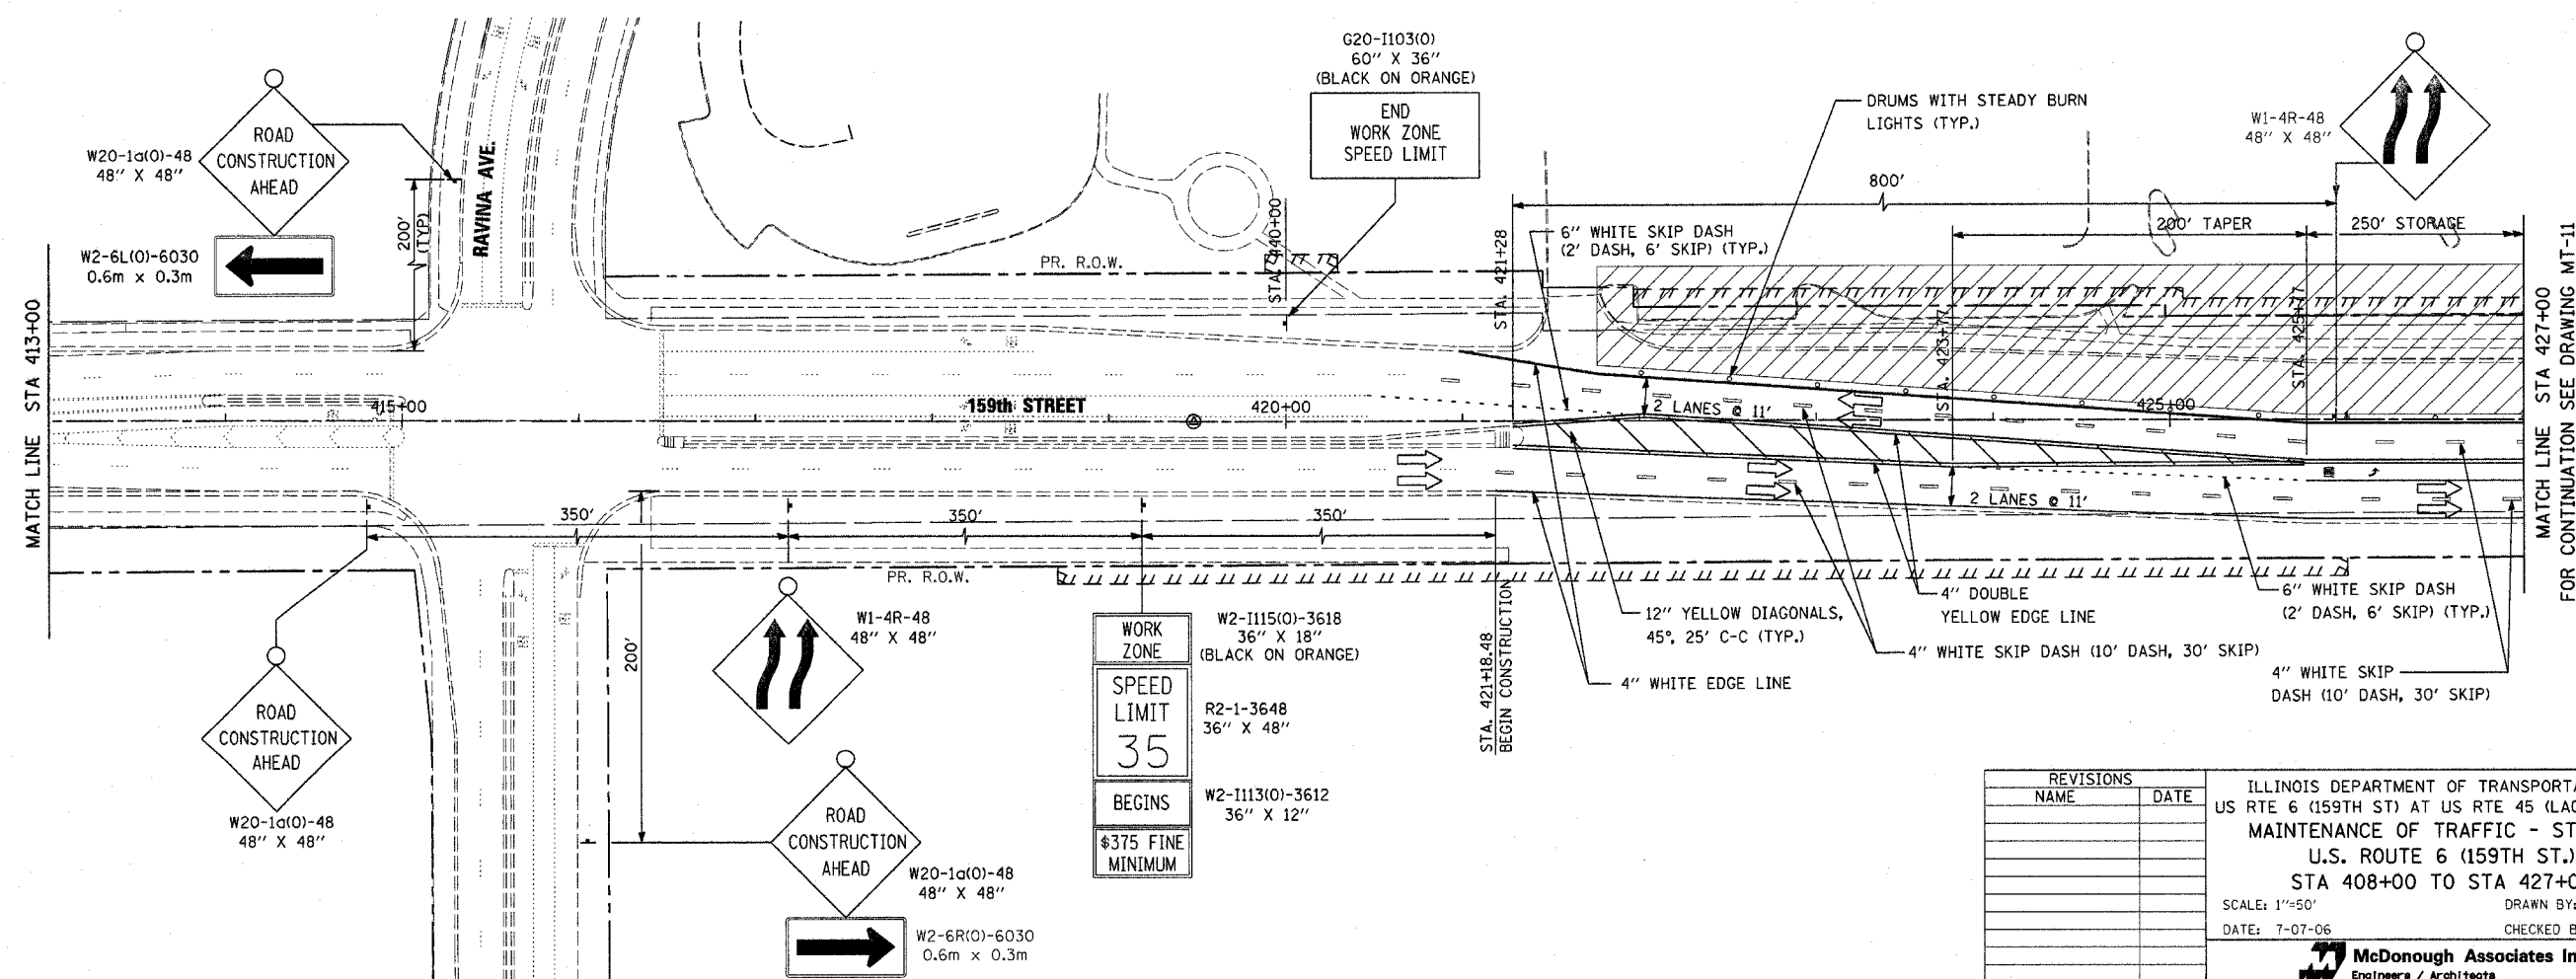 G20-I103(O)
60" X 36"
(BLACK ON ORANGE)
END
WORK ZONE
SPEED LIMIT
DRUMS WITH STEADY BURN
LIGHTS (TYP.)
W1-4R-48
48" X 48"
ROAD
CONSTRUCTION
AHEAD
W20-1a(O)-48
48" X 48"
W2-6L(O)-6030
0.6m x 0.3m
200'
(TYP)
RAVINA AVE.
800'
200' TAPER
250' STORAGE
6" WHITE SKIP DASH
(2' DASH, 6' SKIP) (TYP.)
PR. R.O.W.
STA. 440+00
STA. 421+28
STA. 423+77
STA. 425+77
MATCH LINE STA 413+00
MATCH LINE STA 427+00
FOR CONTINUATION SEE DRAWING MT-11
415+00
159th STREET
420+00
425+00
2 LANES @ 11'
2 LANES @ 11'
350'
350'
350'
PR. R.O.W.
200'
STA. 421+18.48
BEGIN CONSTRUCTION
W1-4R-48
48" X 48"
WORK
ZONE
W2-I115(O)-3618
36" X 18"
(BLACK ON ORANGE)
SPEED
LIMIT
35
R2-1-3648
36" X 48"
BEGINS
W2-I113(O)-3612
36" X 12"
$375 FINE
MINIMUM
12" YELLOW DIAGONALS,
45°, 25' C-C (TYP.)
4" WHITE EDGE LINE
4" DOUBLE
YELLOW EDGE LINE
4" WHITE SKIP DASH (10' DASH, 30' SKIP)
6" WHITE SKIP DASH
(2' DASH, 6' SKIP) (TYP.)
4" WHITE SKIP
DASH (10' DASH, 30' SKIP)
ROAD
CONSTRUCTION
AHEAD
W20-1a(O)-48
48" X 48"
ROAD
CONSTRUCTION
AHEAD
W20-1a(O)-48
48" X 48"
W2-6R(O)-6030
0.6m x 0.3m
REVISIONS
NAME DATE
ILLINOIS DEPARTMENT OF TRANSPORTA
US RTE 6 (159TH ST) AT US RTE 45 (LAG
MAINTENANCE OF TRAFFIC - ST
U.S. ROUTE 6 (159TH ST.)
STA 408+00 TO STA 427+0
SCALE: 1"=50' DRAWN BY:
DATE: 7-07-06 CHECKED B
McDonough Associates In
Engineers / Architects